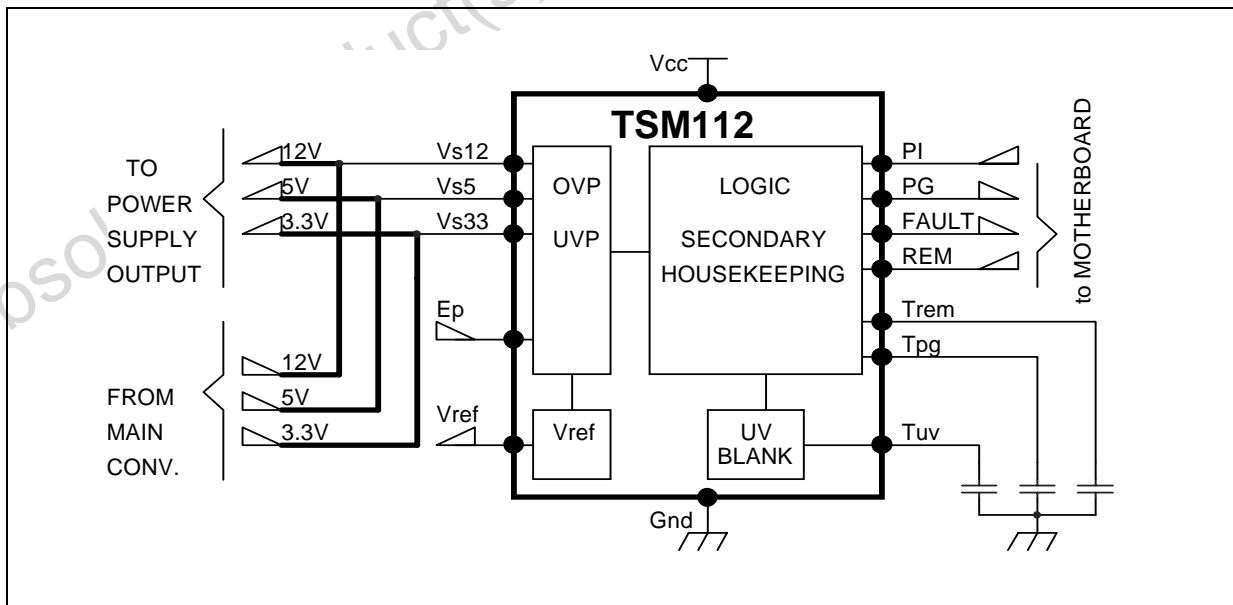 Vcc
TSM112
TO
POWER
SUPPLY
OUTPUT
12V
5V
3.3V
Vs12
Vs5
Vs33
OVP
UVP
LOGIC
SECONDARY
HOUSEKEEPING
PI
PG
FAULT
REM
to MOTHERBOARD
Ep
Trem
Tpg
FROM
MAIN
CONV.
12V
5V
3.3V
Vref
Vref
UV
BLANK
Tuv
Gnd